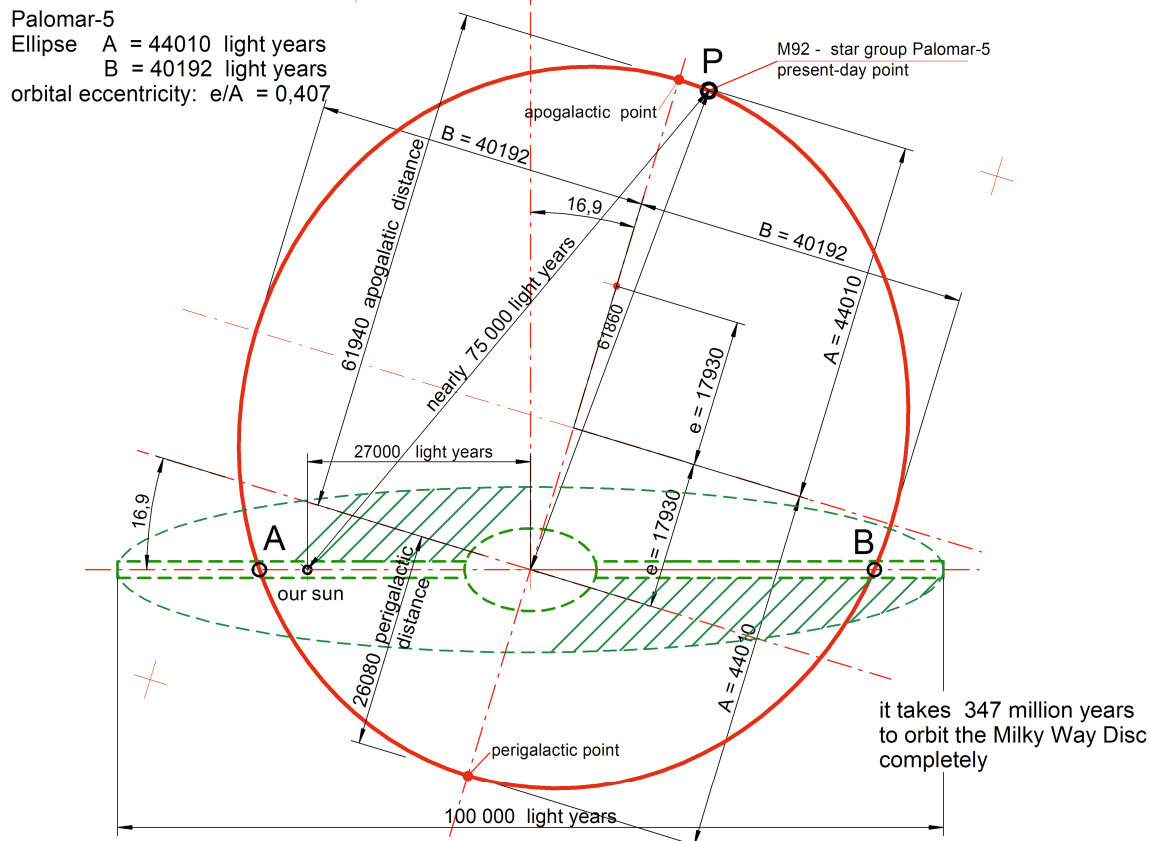 Palomar-5
Ellipse A = 44010 light years
B = 40192 light years
orbital eccentricity: e/A = 0,407
P
M92 - star group Palomar-5
present-day point
apogalactic point
B = 40192
61940 apogalatic distance
16,9
B = 40192
nearly 75 000 light years
61860
A = 44010
e = 17930
27000 light years
16,9
e = 17930
A
B
our sun
26080 perigalactic
distance
A = 44010
it takes 347 million years
to orbit the Milky Way Disc
completely
perigalactic point
100 000 light years